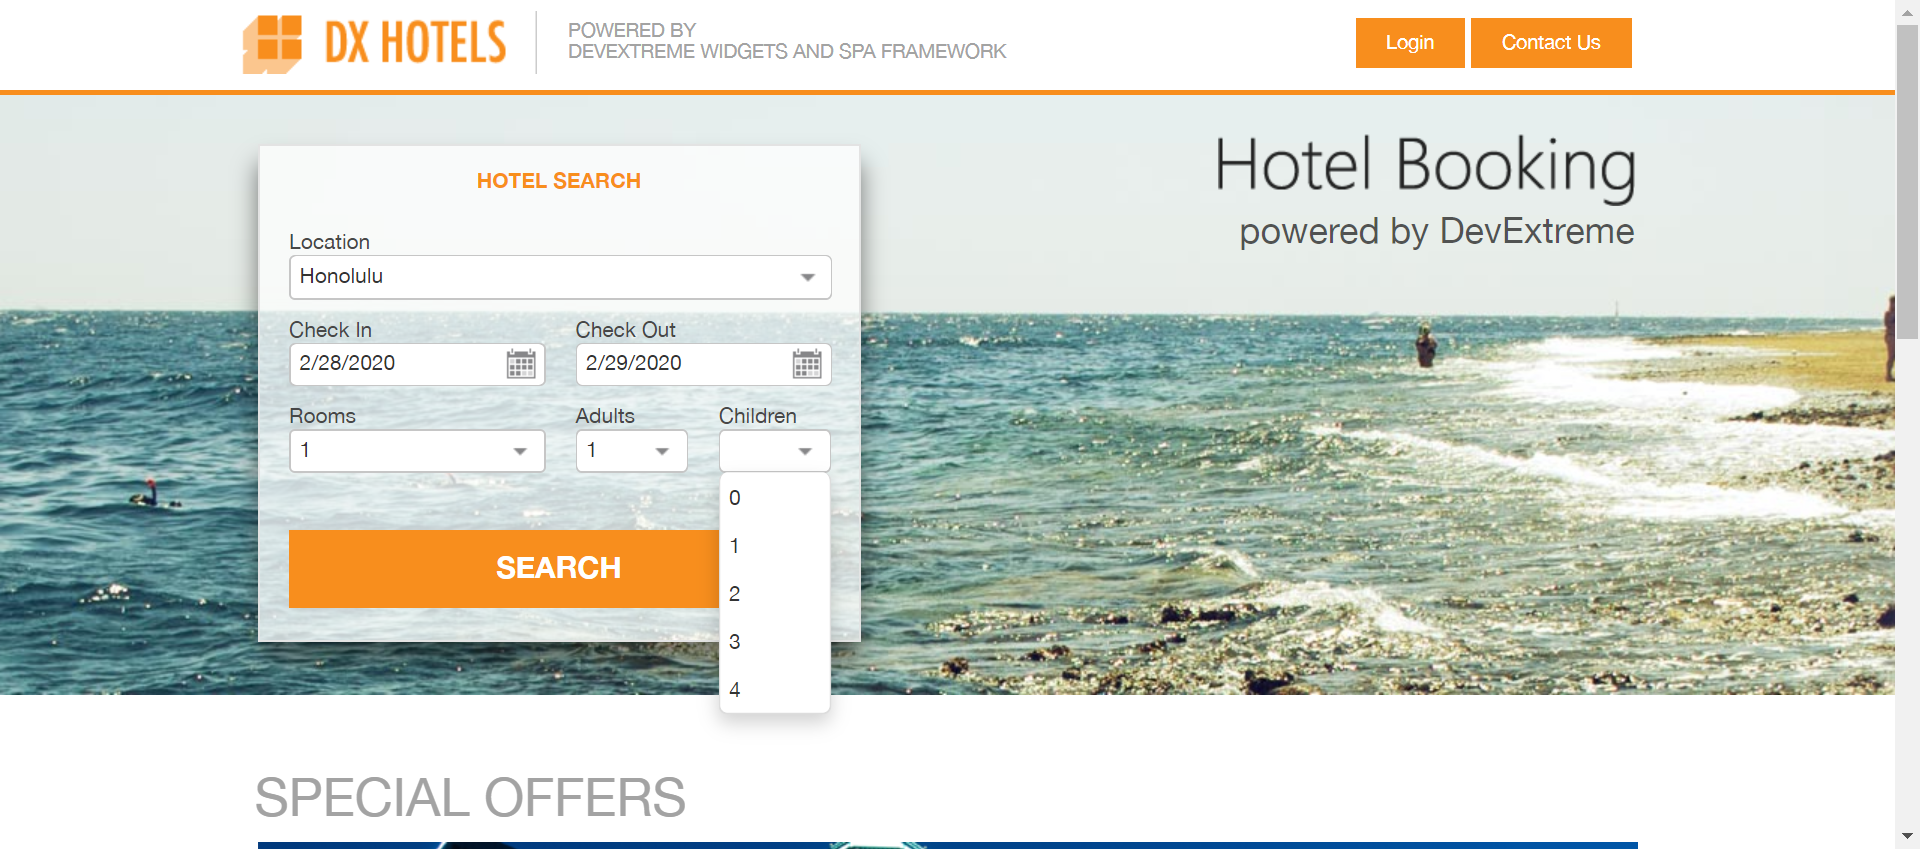 DX HOTELS
POWERED BY
DEVEXTREME WIDGETS AND SPA FRAMEWORK
Login
Contact Us
Hotel Booking
powered by DevExtreme
HOTEL SEARCH
Location
Honolulu
Check In
Check Out
2/28/2020
2/29/2020
Rooms
Adults
Children
1
1
0
1
2
3
4
SEARCH
SPECIAL OFFERS